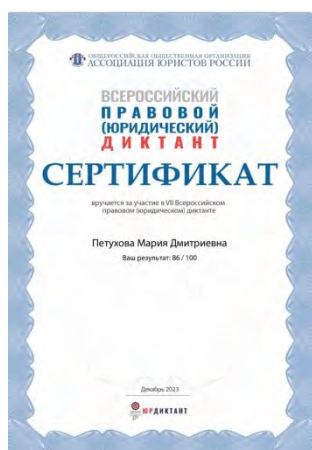 ОБЩЕРОССИЙСКАЯ ОБЩЕСТВЕННАЯ ОРГАНИЗАЦИЯ
АССОЦИАЦИЯ ЮРИСТОВ РОССИИ
ВСЕРОССИЙСКИЙ
ПРАВОВОЙ
(ЮРИДИЧЕСКИЙ)
ДИКТАНТ
СЕРТИФИКАТ
вручается за участие в VII Всероссийском
правовом (юридическом) диктанте
Петухова Мария Дмитриевна
Ваш результат: 86 / 100
Декабрь 2023
ЮРДИКТАНТ